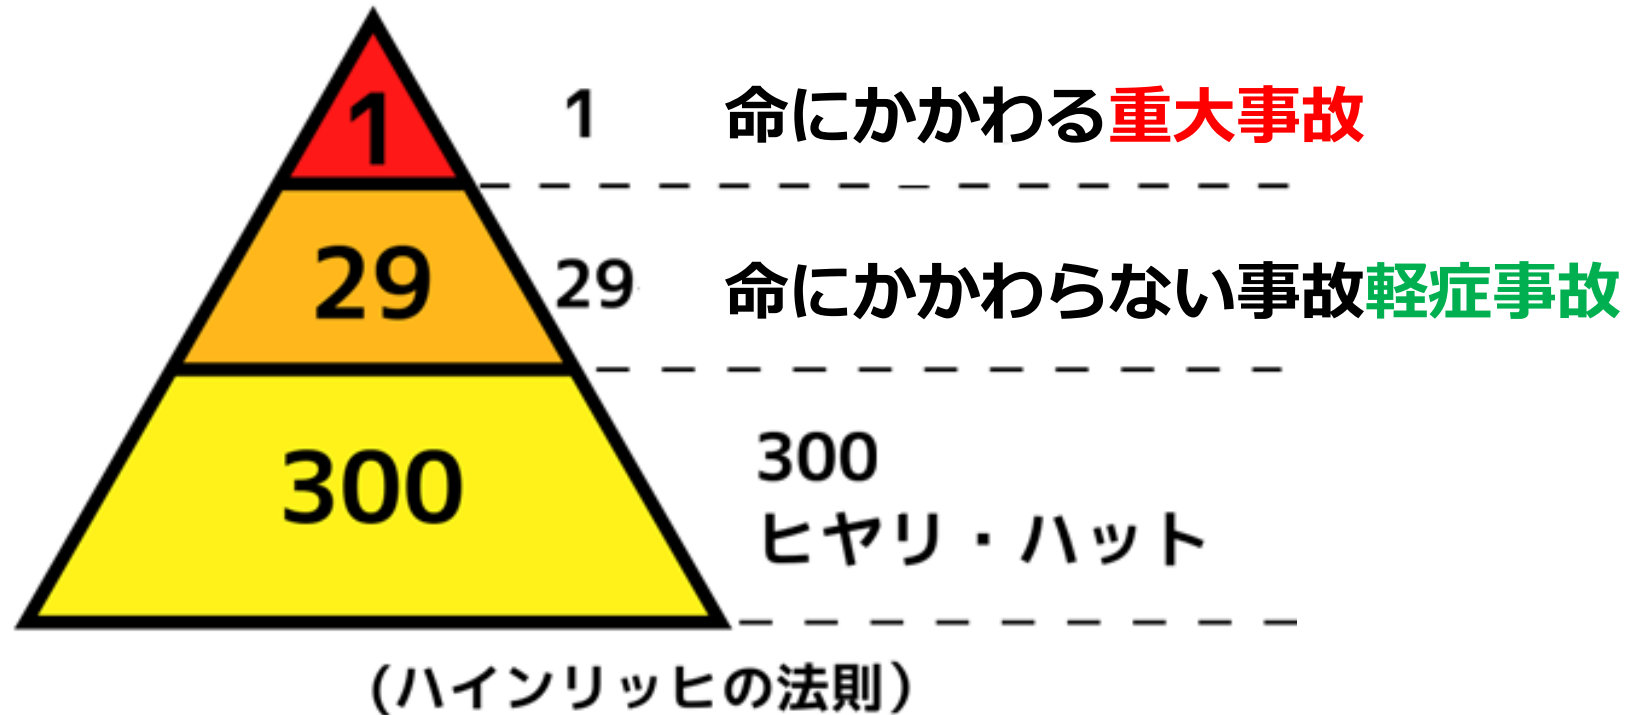 1
1 命にかかわる重大事故
29
29 命にかかわらない事故軽症事故
300
300
ヒヤリ・ハット
(ハインリッヒの法則)